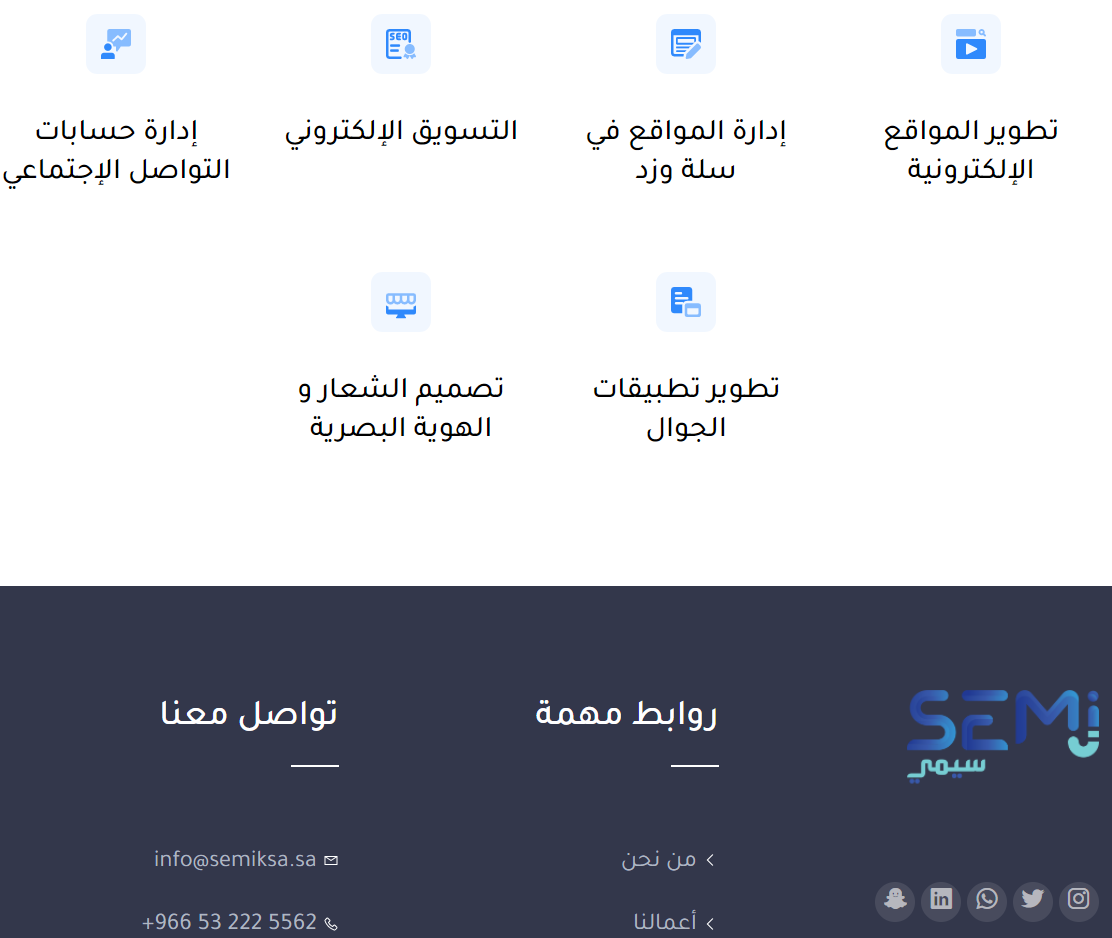 تطوير المواقع
الإلكترونية
إدارة المواقع في
سلة وزد
SEO
التسويق الإلكتروني
إدارة حسابات
التواصل الإجتماعي
تطوير تطبيقات
الجوال
تصميم الشعار و
الهوية البصرية
SEMi
سيمي
روابط مهمة
من نحن
أعمالنا
تواصل معنا
info@semiksa.sa
+966 53 222 5562
in